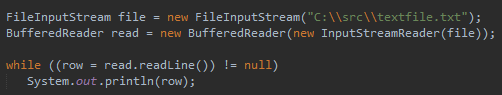 FileInputStream file = new FileInputStream("C:\\src\\textfile.txt");
BufferedReader read = new BufferedReader(new InputStreamReader(file));
while ((row = read.readLine()) != null)
System.out.println(row);